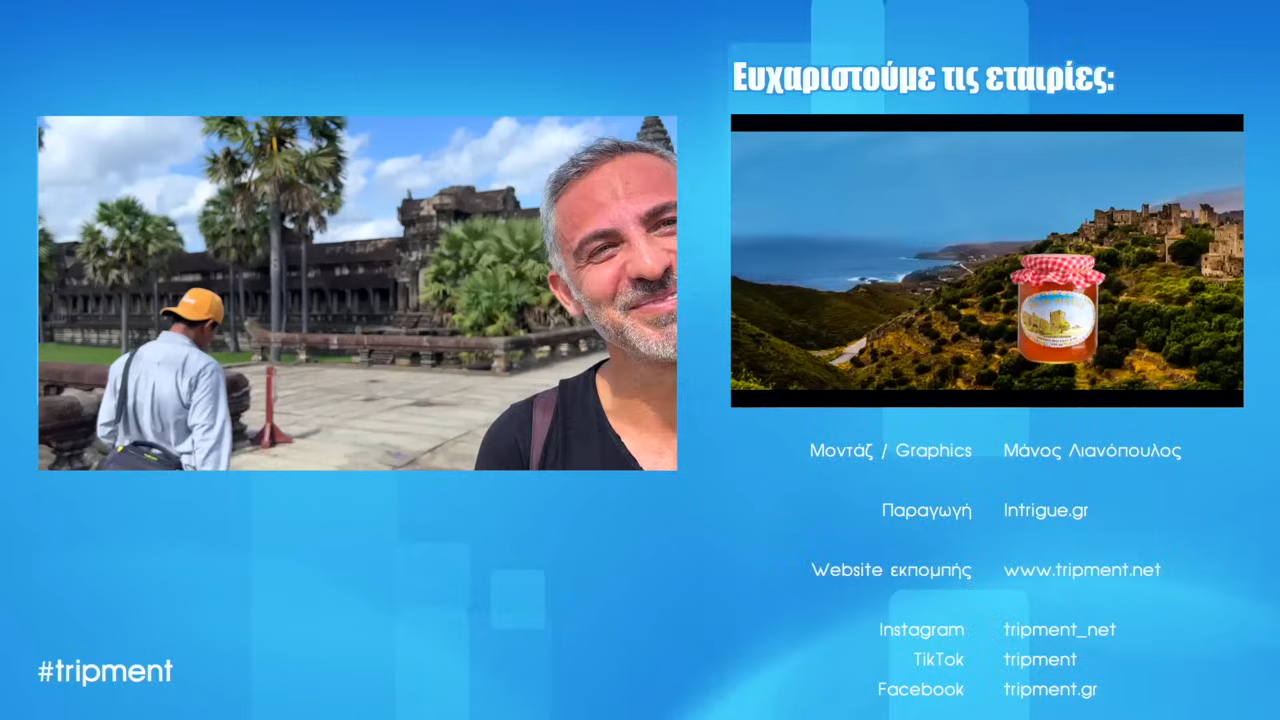 Ευχαριστούμε τις εταιρίες:
Μοντάζ / Graphics Μάνος Λιανόπουλος
Παραγωγή Intrigue.gr
Website εκπομπής www.tripment.net
Instagram tripment_net
TikTok tripment
Facebook tripment.gr
#tripment